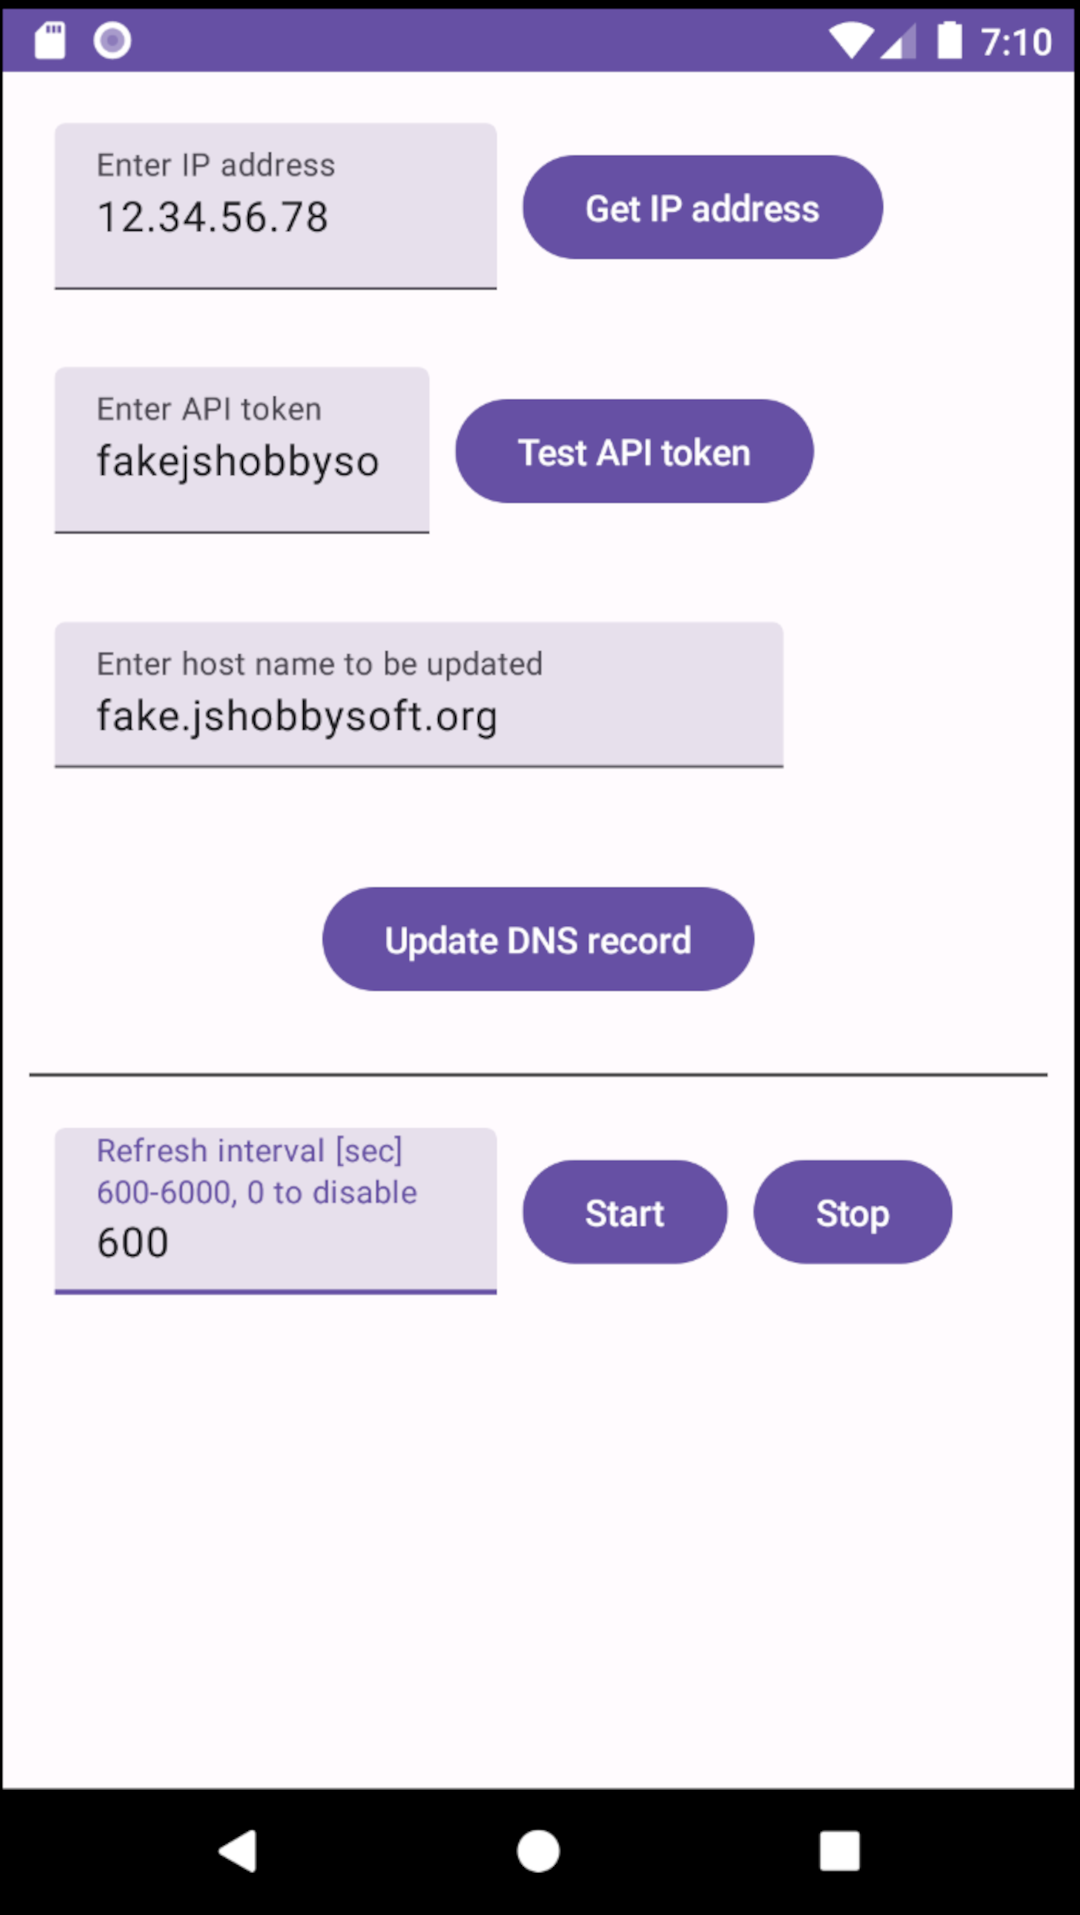 7:10
Enter IP address
12.34.56.78
Get IP address
Enter API token
fakejshobbyso
Test API token
Enter host name to be updated
fake.jshobbysoft.org
Update DNS record
Refresh interval [sec]
600-6000, 0 to disable
600
Start
Stop